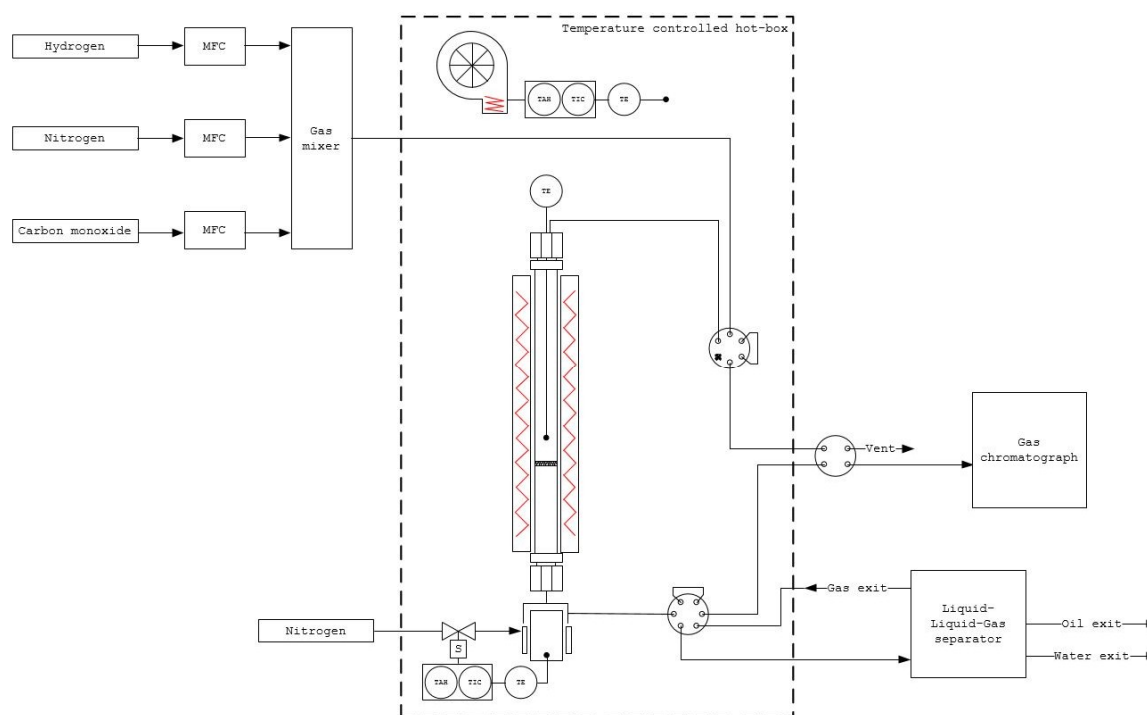 Temperature controlled hot-box
Hydrogen
MFC
TAH
TIC
TE
Nitrogen
MFC
Gas
mixer
TE
Carbon monoxide
MFC
Vent
Gas
chromatograph
Gas exit
Liquid-
Liquid-Gas
separator
Oil exit
Water exit
Nitrogen
S
TAH
TIC
TE